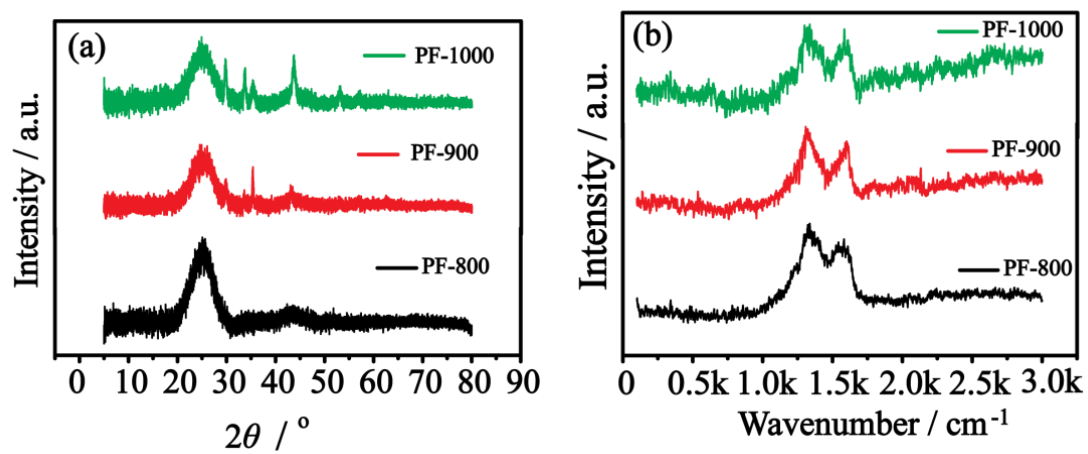 (a)
PF-1000
PF-900
PF-800
Intensity / a.u.
0 10 20 30 40 50 60 70 80 90
2θ / °
(b)
PF-1000
PF-900
PF-800
Intensity / a.u.
0 0.5k 1.0k 1.5k 2.0k 2.5k 3.0k
Wavenumber / cm⁻¹